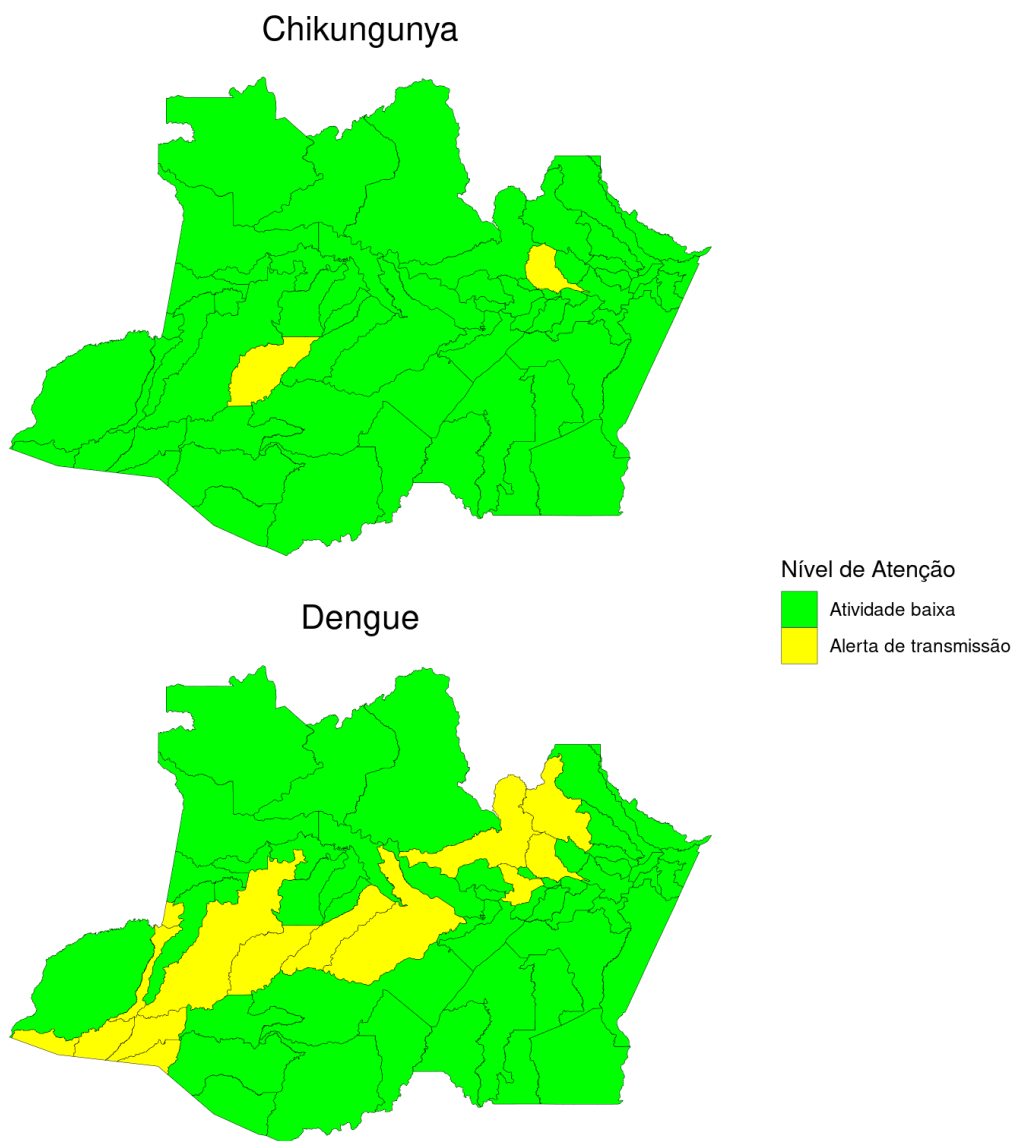 Chikungunya
Nível de Atenção
Atividade baixa
Alerta de transmissão
Dengue